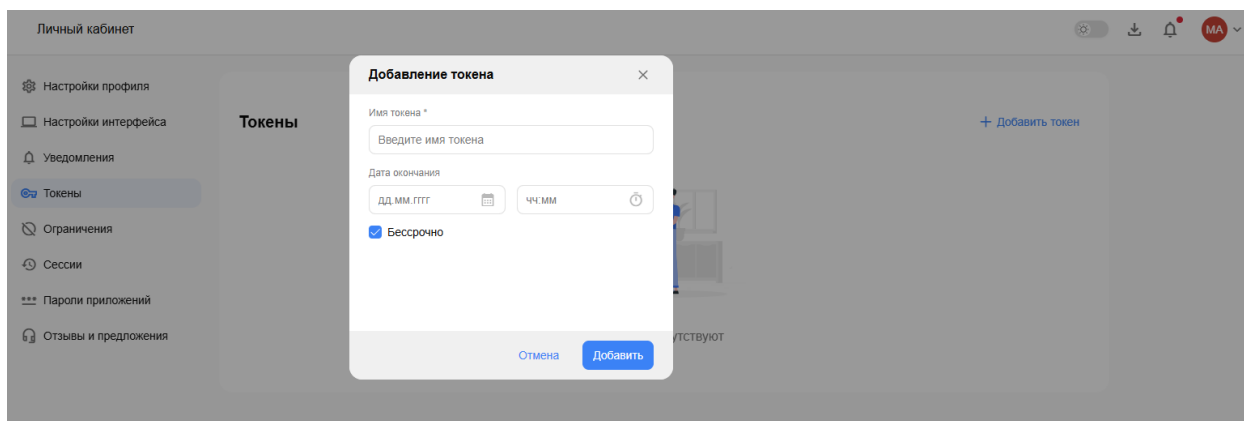 Личный кабинет
MA
Настройки профиля
Настройки интерфейса
Уведомления
Токены
Ограничения
Сессии
Пароли приложений
Отзывы и предложения
Токены
+ Добавить токен
Добавление токена
Имя токена *
Введите имя токена
Дата окончания
дд.мм.гггг
чч:мм
Бессрочно
Отмена
Добавить